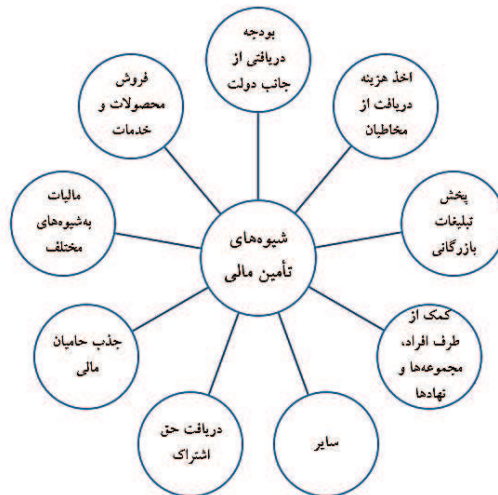 بودجه
دریافتی از
جانب دولت
اخذ هزینه
دریافت از
مخاطبان
پخش
تبلیغات
بازرگانی
کمک از
طرف افراد،
مجموعه‌ها و
نهادها
سایر
دریافت حق
اشتراک
جذب حامیان
مالی
مالیات
به‌شیوه‌های
مختلف
فروش
محصولات و
خدمات
شیوه‌های
تأمین مالی